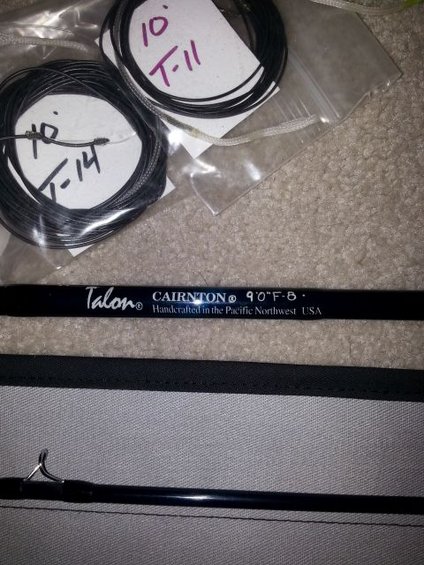 10'
T-11
10'
T-14
Talon® CAIRNTON® 9'0"F-8
Handcrafted in the Pacific Northwest USA